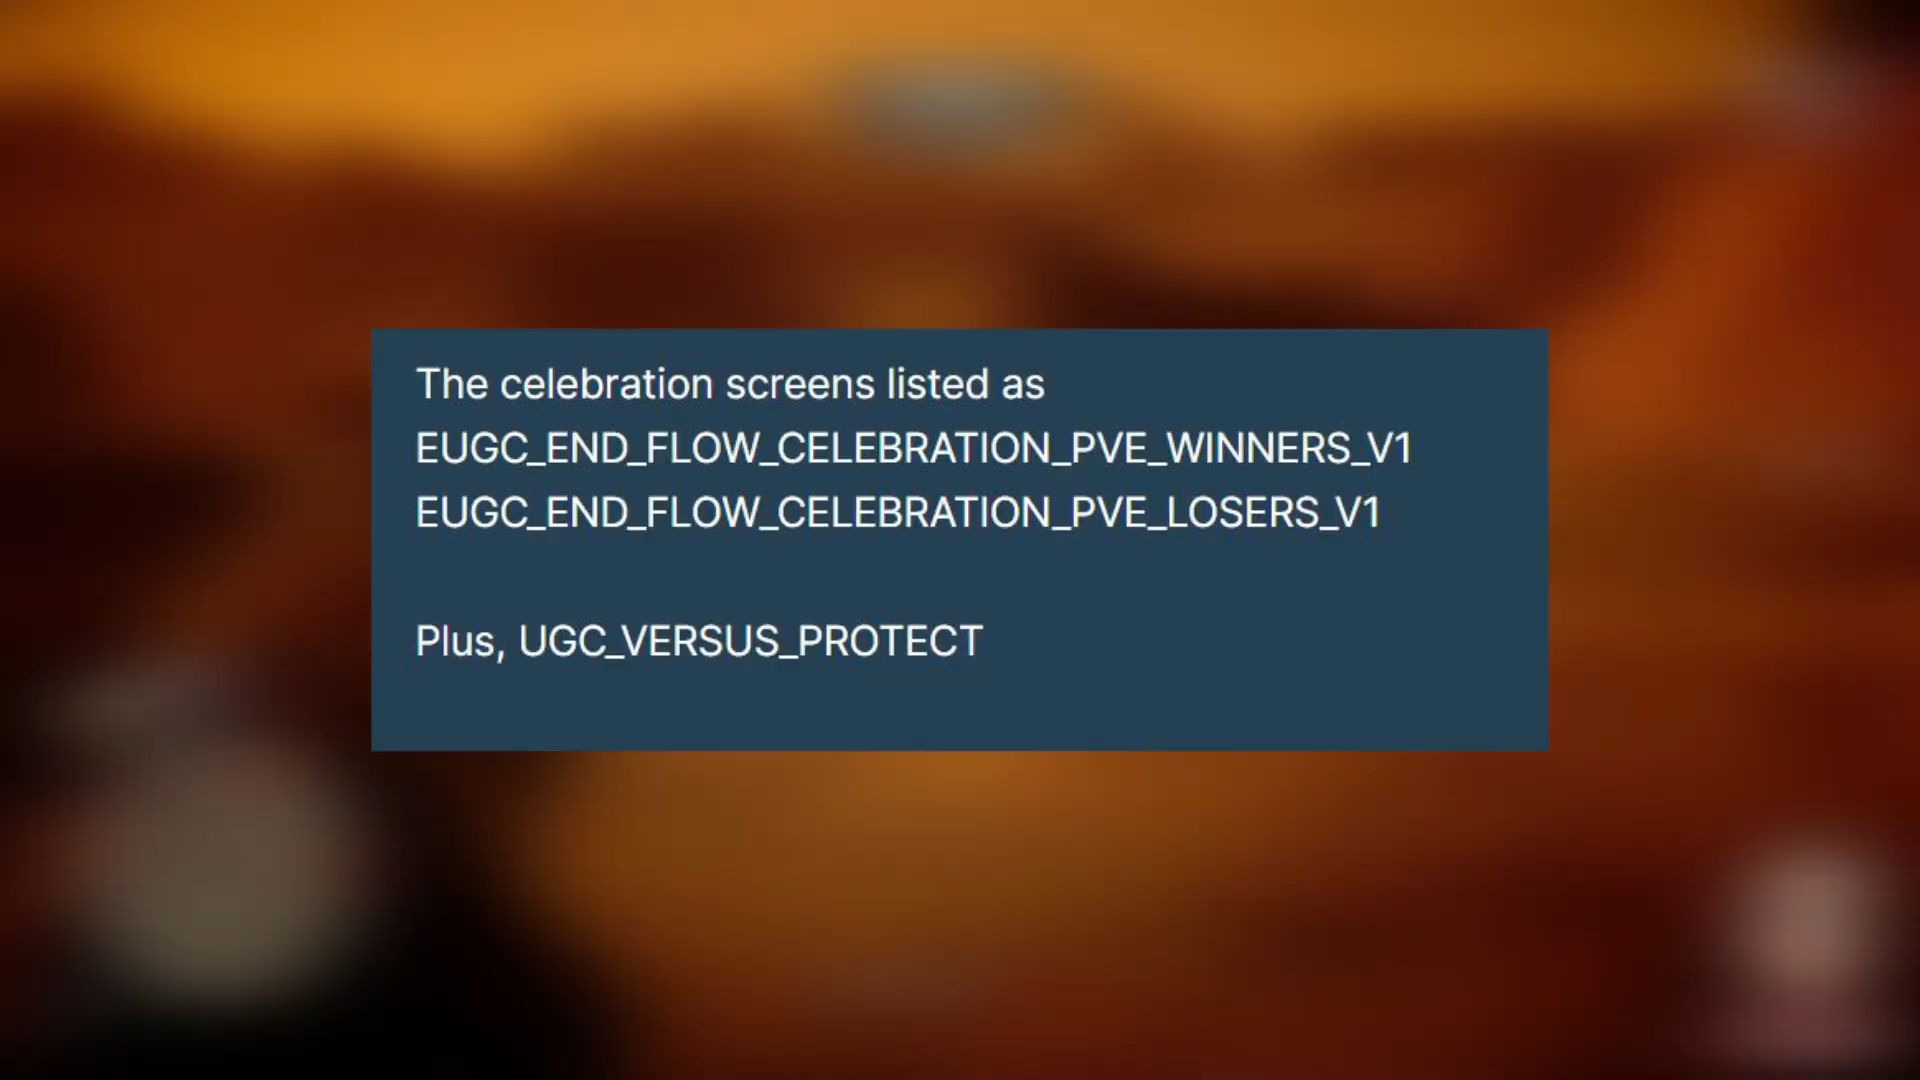 The celebration screens listed as
EUGC_END_FLOW_CELEBRATION_PVE_WINNERS_V1
EUGC_END_FLOW_CELEBRATION_PVE_LOSERS_V1
Plus, UGC_VERSUS_PROTECT